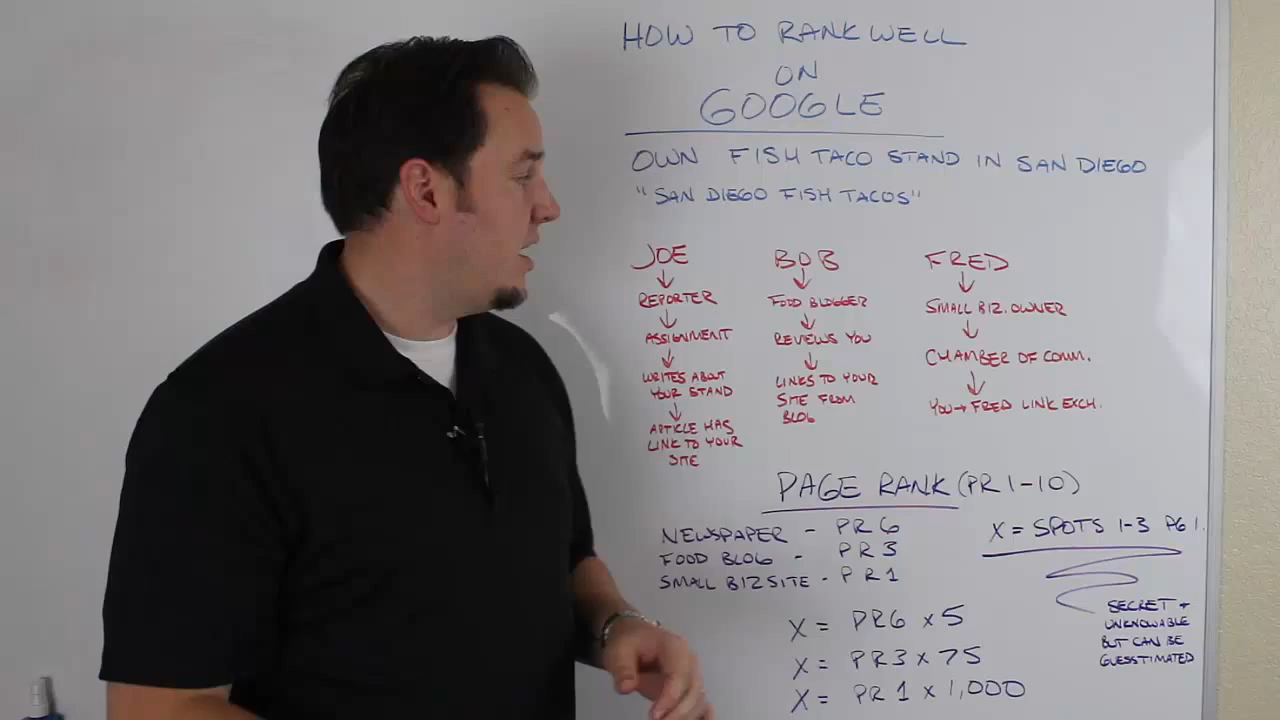 HOW TO RANK WELL
ON
GOOGLE
OWN FISH TACO STAND IN SAN DIEGO
"SAN DIEGO FISH TACOS"
JOE
REPORTER
ASSIGNMENT
WRITES ABOUT
YOUR STAND
ARTICLE HAS
LINK TO YOUR
SITE
BOB
FOOD BLOGGER
REVIEWS YOU
LINKS TO YOUR
SITE FROM
BLOG
FRED
SMALL BIZ. OWNER
CHAMBER OF COMM.
YOU → FRED LINK EXCH.
PAGE RANK (PR 1-10)
NEWSPAPER - PR 6
FOOD BLOG - PR 3
SMALL BIZ SITE - PR 1
X = SPOTS 1-3 PG 1.
SECRET +
UNKNOWABLE
BUT CAN BE
GUESSTIMATED
X = PR6 x 5
X = PR3 x 75
X = PR 1 x 1,000